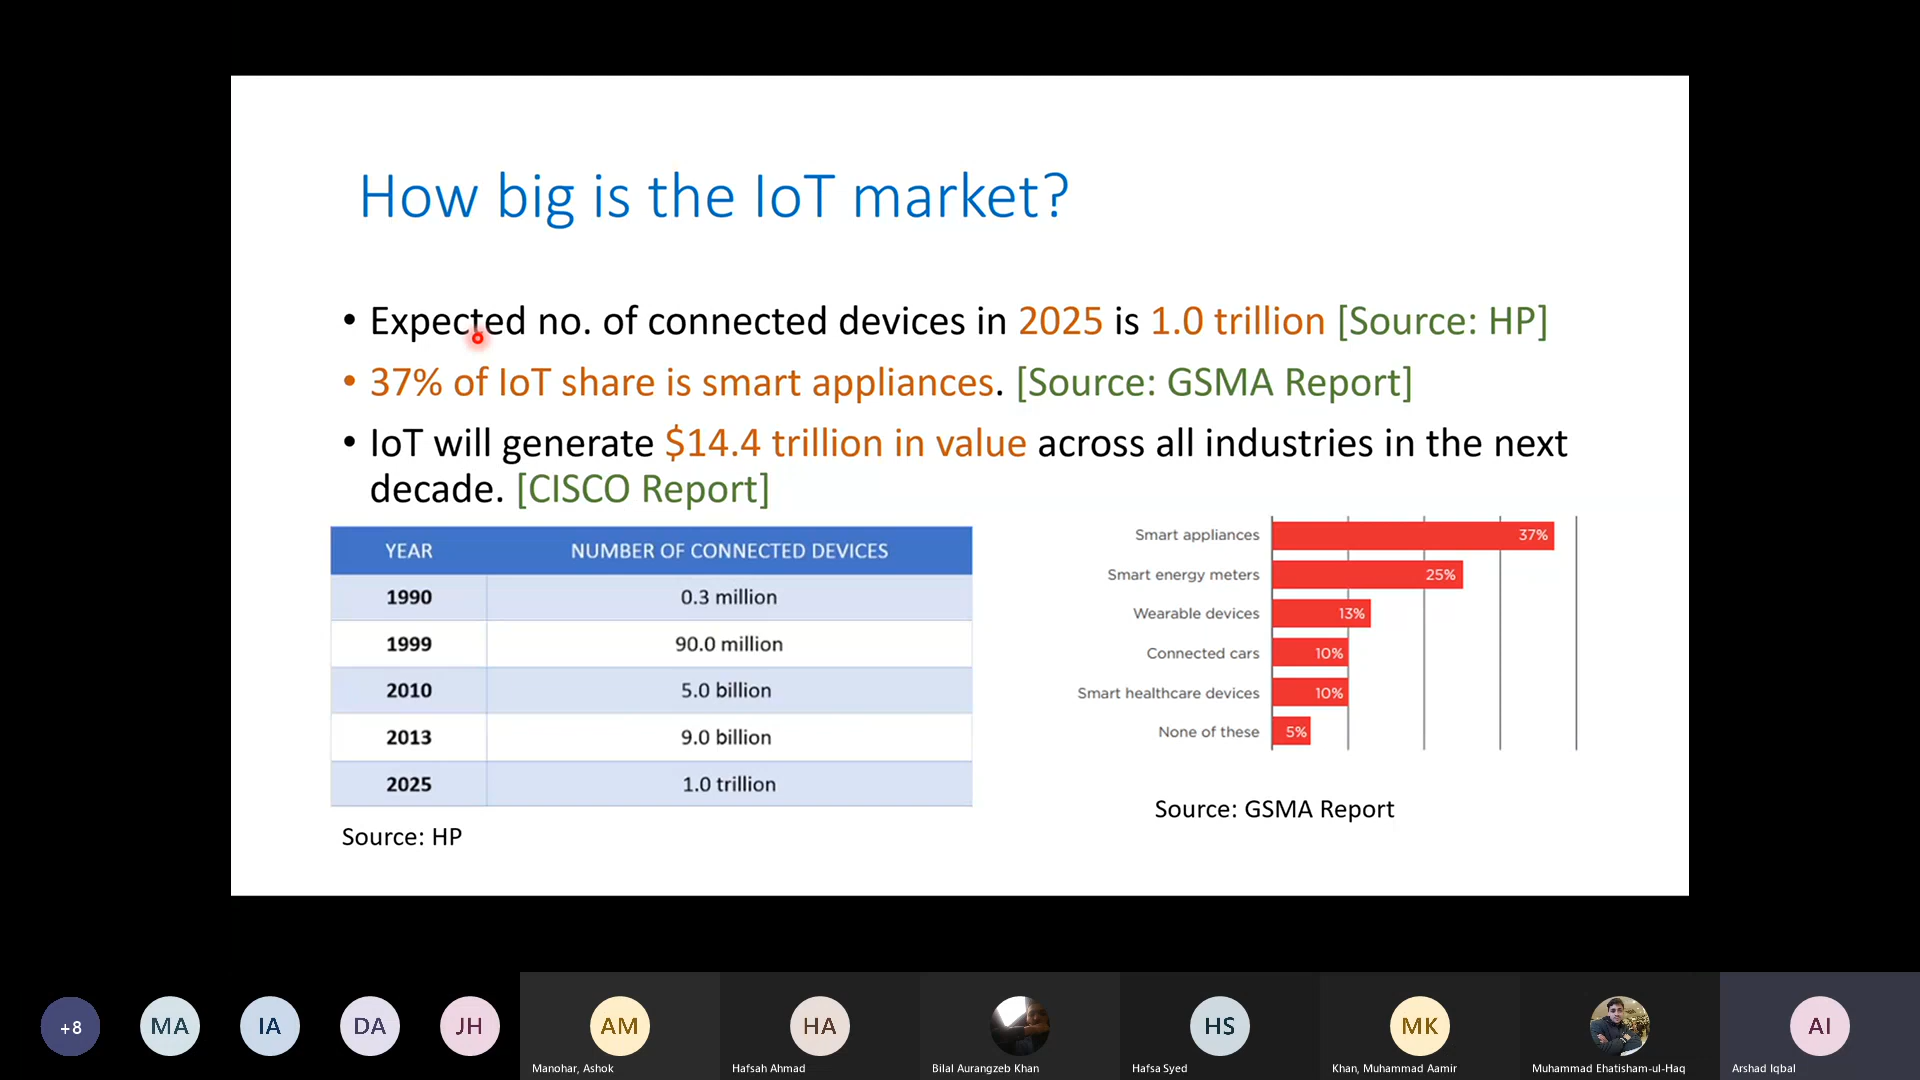 How big is the IoT market?
• Expected no. of connected devices in 2025 is 1.0 trillion [Source: HP]
• 37% of IoT share is smart appliances. [Source: GSMA Report]
• IoT will generate $14.4 trillion in value across all industries in the next
decade. [CISCO Report]
YEAR NUMBER OF CONNECTED DEVICES
1990 0.3 million
1999 90.0 million
2010 5.0 billion
2013 9.0 billion
2025 1.0 trillion
Source: HP
Smart appliances 37%
Smart energy meters 25%
Wearable devices 13%
Connected cars 10%
Smart healthcare devices 10%
None of these 5%
Source: GSMA Report
+8 MA IA DA JH AM HA HS MK AI
Manohar, Ashok Hafsah Ahmad Bilal Aurangzeb Khan Hafsa Syed Khan, Muhammad Aamir Muhammad Ehatisham-ul-Haq Arshad Iqbal